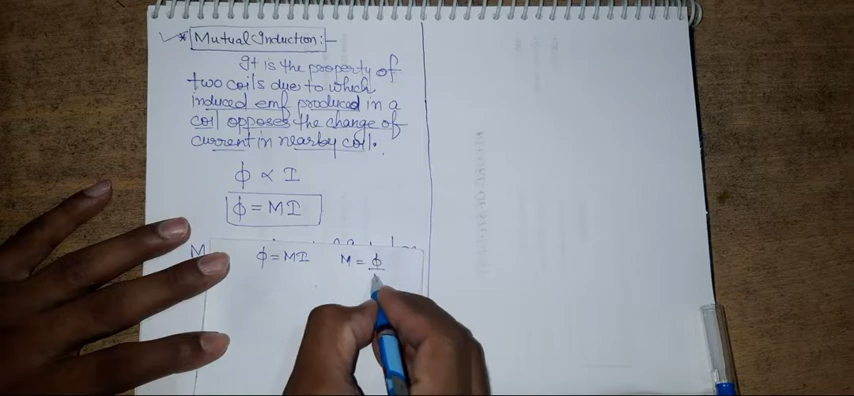 * Mutual Induction:-
It is the property of
two coils due to which
induced emf produced in a
coil opposes the change of
current in nearby coil.
ϕ ∝ I
ϕ = MI
M
ϕ = MI M = ϕ